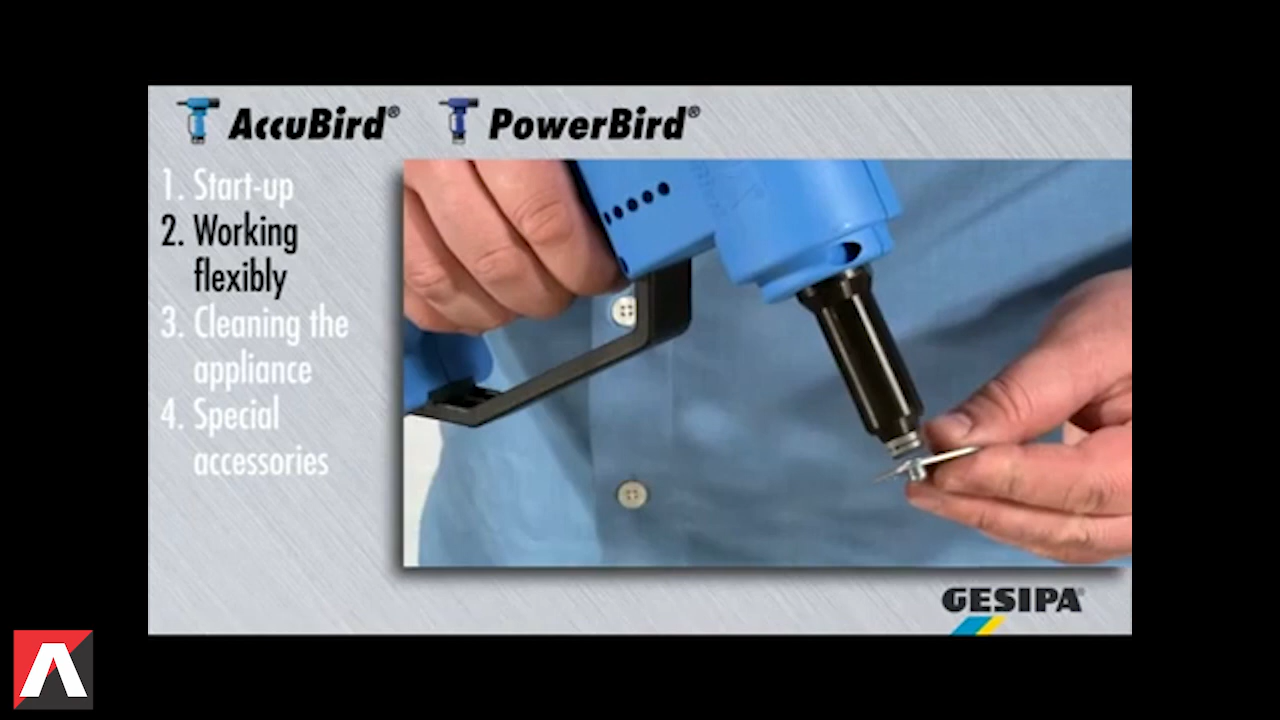 AccuBird® PowerBird®
1. Start-up
2. Working
flexibly
3. Cleaning the
appliance
4. Special
accessories
GESIPA®